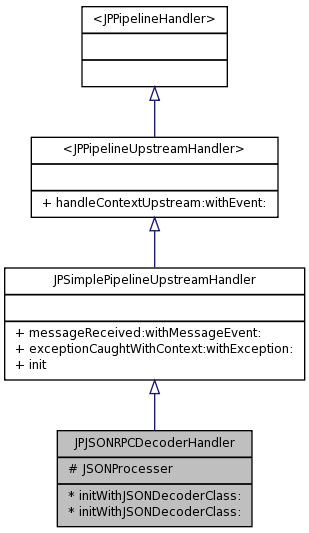 <JPPipelineHandler>
<JPPipelineUpstreamHandler>
+ handleContextUpstream:withEvent:
JPSimplePipelineUpstreamHandler
+ messageReceived:withMessageEvent:
+ exceptionCaughtWithContext:withException:
+ init
JPJSONRPCDecoderHandler
# JSONProcesser
* initWithJSONDecoderClass:
* initWithJSONDecoderClass: